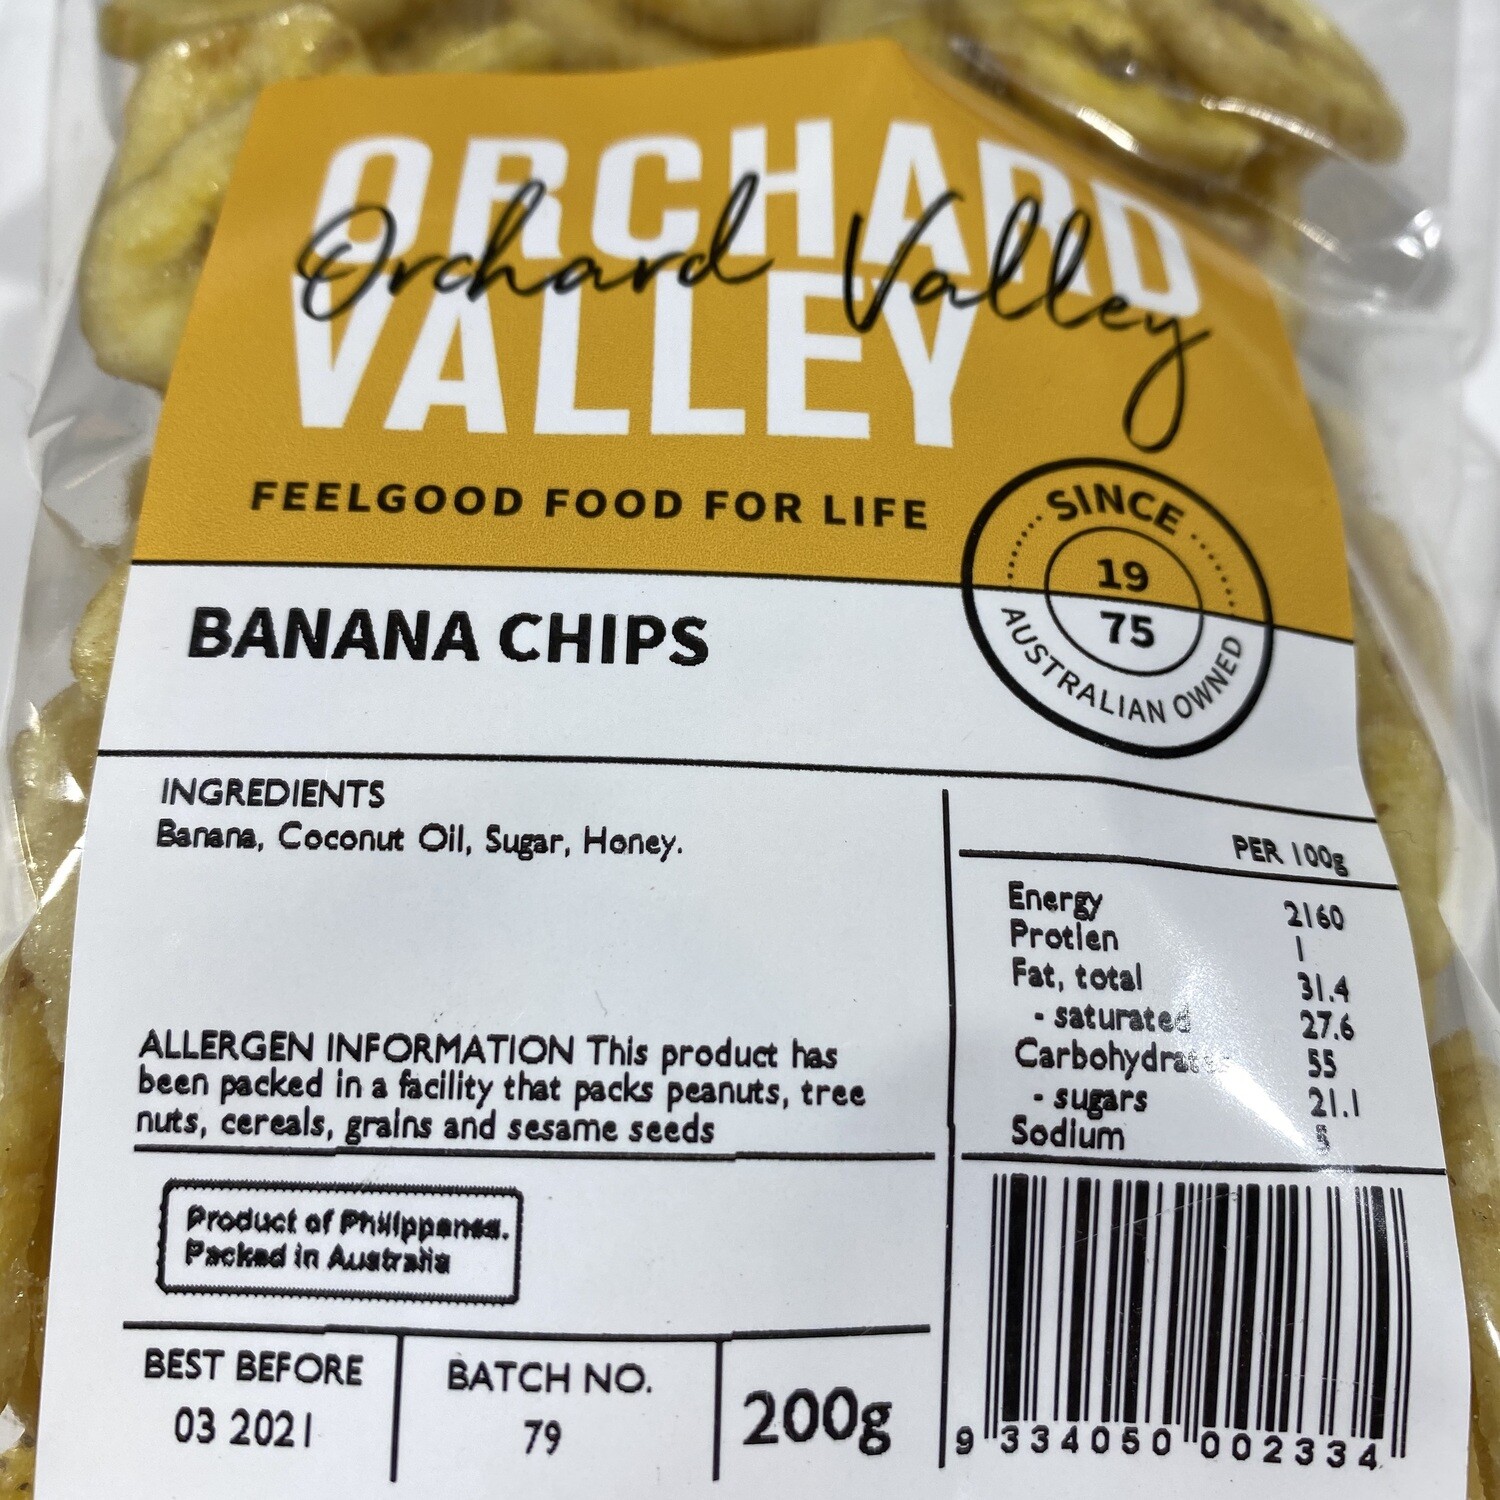 ORCHARD
VALLEY
Orchard Valley
FEELGOOD FOOD FOR LIFE
SINCE
19
75
AUSTRALIAN OWNED
BANANA CHIPS
INGREDIENTS
Banana, Coconut Oil, Sugar, Honey.
ALLERGEN INFORMATION This product has
been packed in a facility that packs peanuts, tree
nuts, cereals, grains and sesame seeds
Product of Philippenes.
Packed in Australia
BEST BEFORE
03 2021
BATCH NO.
79
200g
PER 100g
Energy 2160
Protien 1
Fat, total 31.4
- saturated 27.6
Carbohydrates 55
- sugars 21.1
Sodium 5
9 334050 002334